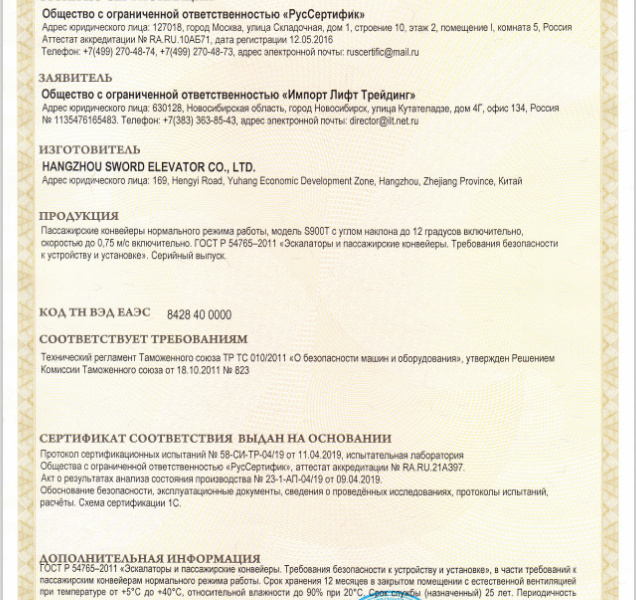 Общество с ограниченной ответственностью «РусСертифик»
Адрес юридического лица: 127018, город Москва, улица Складочная, дом 1, строение 10, этаж 2, помещение I, комната 5, Россия
Аттестат аккредитации № RA.RU.10АБ71, дата регистрации 12.05.2016
Телефон: +7(499) 270-48-74, +7(499) 270-48-73, адрес электронной почты: ruscertific@mail.ru
ЗАЯВИТЕЛЬ
Общество с ограниченной ответственностью «Импорт Лифт Трейдинг»
Адрес юридического лица: 630128, Новосибирская область, город Новосибирск, улица Кутателадзе, дом 4Г, офис 134, Россия
№ 1135476165483. Телефон: +7(383) 363-85-43, адрес электронной почты: director@ilt.net.ru
ИЗГОТОВИТЕЛЬ
HANGZHOU SWORD ELEVATOR CO., LTD.
Адрес юридического лица: 169, Hengyi Road, Yuhang Economic Development Zone, Hangzhou, Zhejiang Province, Китай
ПРОДУКЦИЯ
Пассажирские конвейеры нормального режима работы, модель S900T с углом наклона до 12 градусов включительно,
скоростью до 0,75 м/с включительно. ГОСТ Р 54765–2011 «Эскалаторы и пассажирские конвейеры. Требования безопасности
к устройству и установке». Серийный выпуск.
КОД ТН ВЭД ЕАЭС 8428 40 0000
СООТВЕТСТВУЕТ ТРЕБОВАНИЯМ
Технический регламент Таможенного союза ТР ТС 010/2011 «О безопасности машин и оборудования», утвержден Решением
Комиссии Таможенного союза от 18.10.2011 № 823
СЕРТИФИКАТ СООТВЕТСТВИЯ ВЫДАН НА ОСНОВАНИИ
Протокол сертификационных испытаний № 58-СИ-ТР-04/19 от 11.04.2019, испытательная лаборатория
Общества с ограниченной ответственностью «РусСертифик», аттестат аккредитации № RA.RU.21АЗ97.
Акт о результатах анализа состояния производства № 23-1-АП-04/19 от 09.04.2019.
Обоснование безопасности, эксплуатационные документы, сведения о проведённых исследованиях, протоколы испытаний,
расчёты. Схема сертификации 1С.
ДОПОЛНИТЕЛЬНАЯ ИНФОРМАЦИЯ
ГОСТ Р 54765–2011 «Эскалаторы и пассажирские конвейеры. Требования безопасности к устройству и установке», в части требований к
пассажирским конвейерам нормального режима работы. Срок хранения 12 месяцев в закрытом помещении с естественной вентиляцией
при температуре от +5°С до +40°С, относительной влажности до 90% при 20°С. Срок службы (назначенный) 25 лет. Периодичность